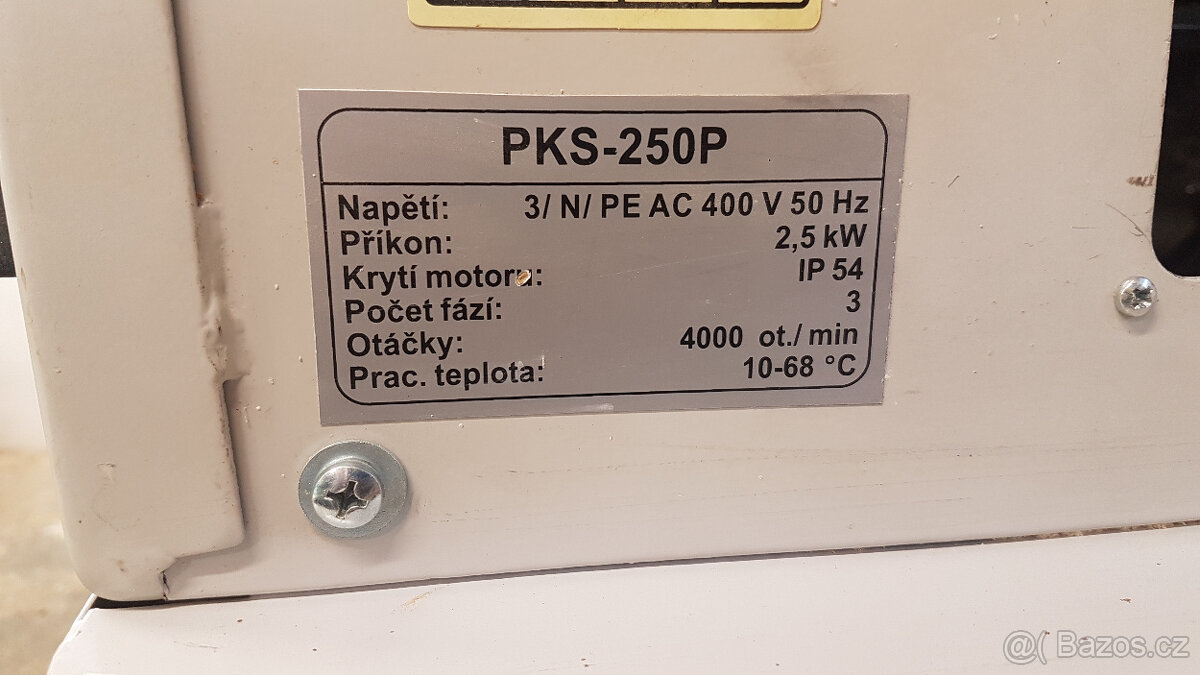 PKS-250P
Napětí: 3/ N/ PE AC 400 V 50 Hz
Příkon: 2,5 kW
Krytí motoru: IP 54
Počet fází: 3
Otáčky: 4000 ot./ min
Prac. teplota: 10-68 °C
@( Bazos.cz